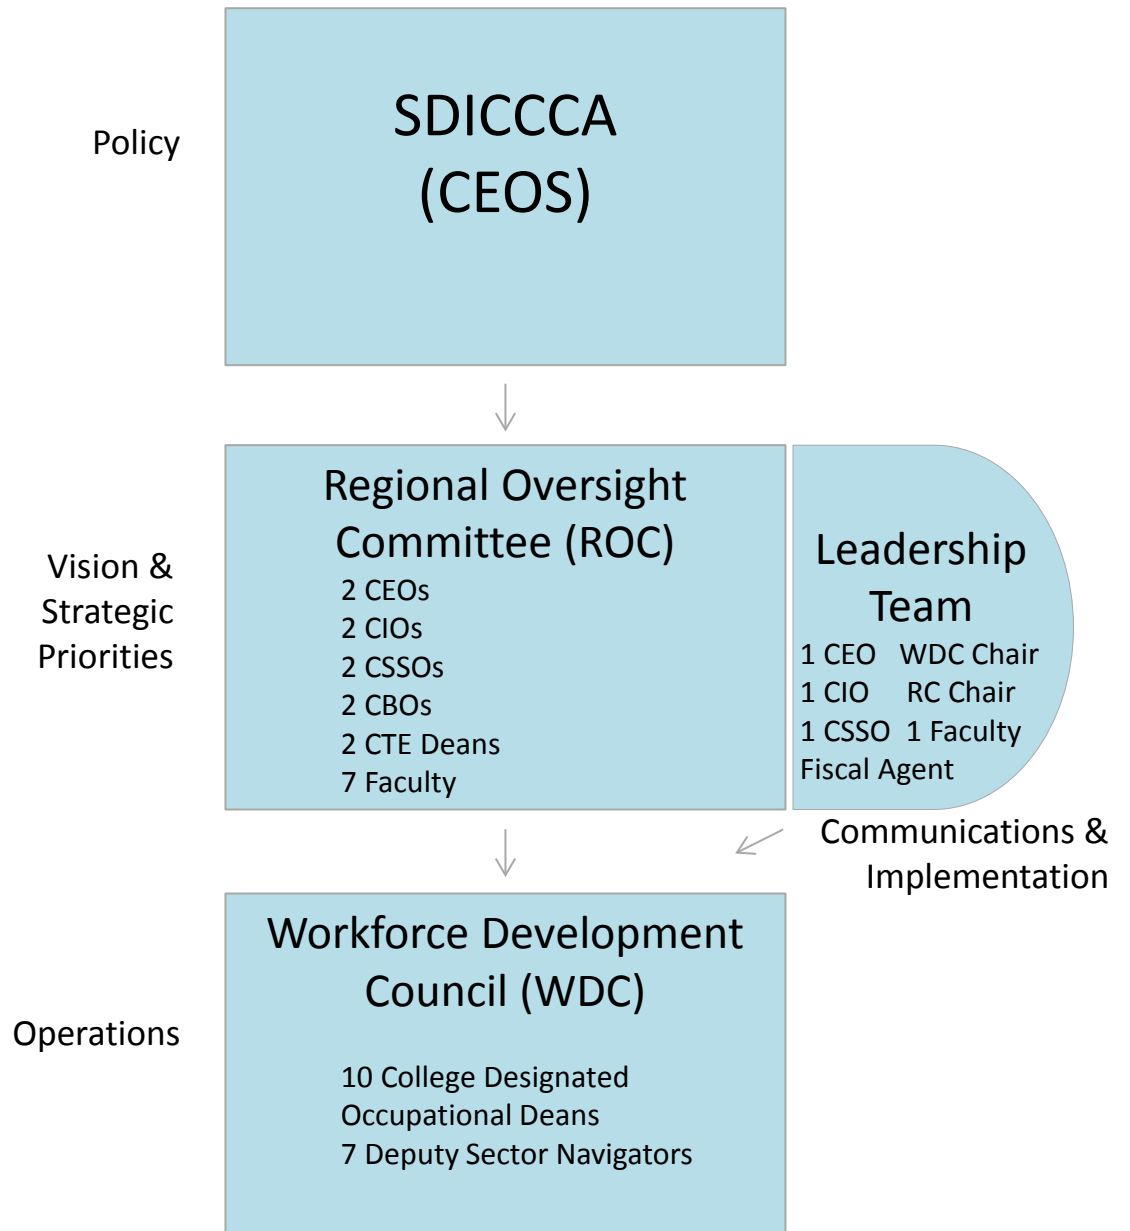 Policy
SDICCCA
(CEOS)
Vision &
Strategic
Priorities
Regional Oversight
Committee (ROC)
2 CEOs
2 CIOs
2 CSSOs
2 CBOs
2 CTE Deans
7 Faculty
Leadership
Team
1 CEO WDC Chair
1 CIO RC Chair
1 CSSO 1 Faculty
Fiscal Agent
Communications &
Implementation
Operations
Workforce Development
Council (WDC)
10 College Designated
Occupational Deans
7 Deputy Sector Navigators